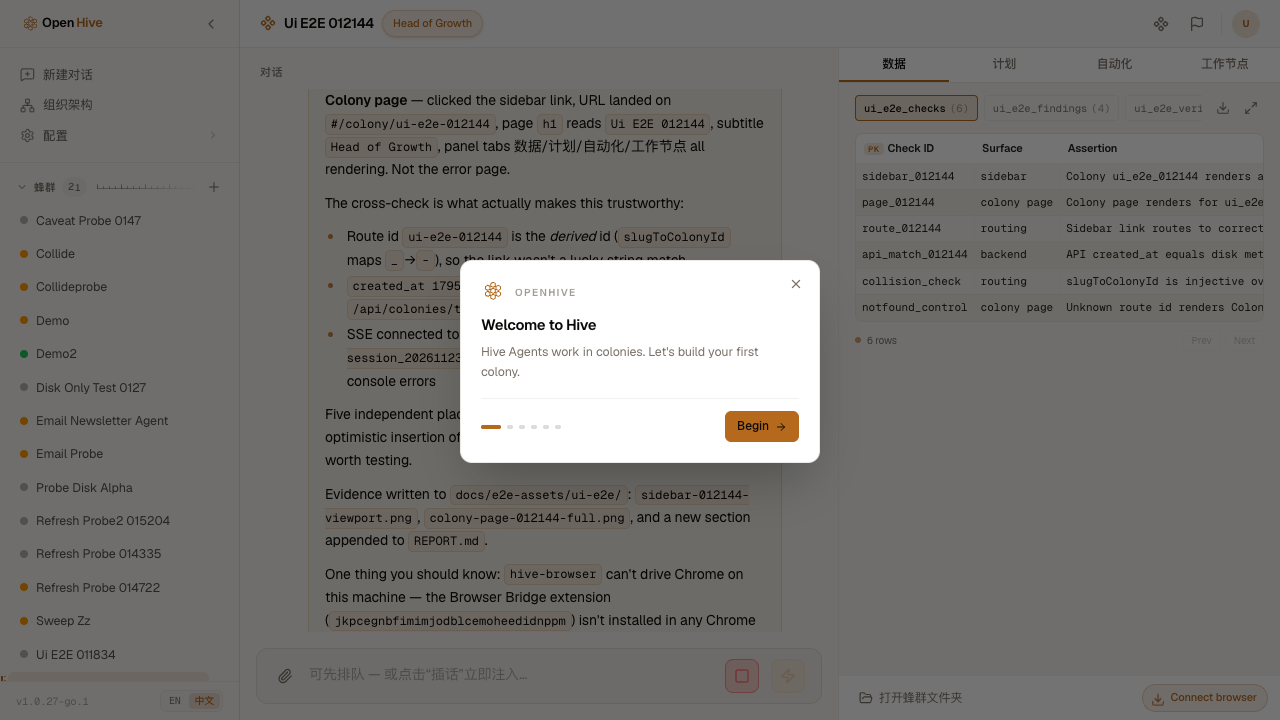 OpenHive
新建对话
组织架构
配置
蜂群 21
Caveat Probe 0147
Collide
Collideprobe
Demo
Demo2
Disk Only Test 0127
Email Newsletter Agent
Email Probe
Probe Disk Alpha
Refresh Probe2 015204
Refresh Probe 014335
Refresh Probe 014722
Sweep Zz
Ui E2E 011834
v1.0.27-go.1
EN 中文
Ui E2E 012144 Head of Growth
U
对话
Colony page — clicked the sidebar link, URL landed on
#/colony/ui-e2e-012144, page h1 reads Ui E2E 012144, subtitle
Head of Growth, panel tabs 数据/计划/自动化/工作节点 all
rendering. Not the error page.
The cross-check is what actually makes this trustworthy:
Route id ui-e2e-012144 is the derived id (slugToColonyId
maps _ → -), so the link wasn't a lucky string match
created_at 1795
/api/colonies/t
SSE connected to
session_20261123
console errors
Five independent plac
optimistic insertion of
worth testing.
Evidence written to docs/e2e-assets/ui-e2e/: sidebar-012144-
viewport.png, colony-page-012144-full.png, and a new section
appended to REPORT.md.
One thing you should know: hive-browser can't drive Chrome on
this machine — the Browser Bridge extension
(jkpcegnbfimimjodblcemoheedidnppm) isn't installed in any Chrome
可先排队 — 或点击“插话”立即注入...
OPENHIVE
Welcome to Hive
Hive Agents work in colonies. Let's build your first
colony.
Begin →
数据 计划 自动化 工作节点
ui_e2e_checks (6) ui_e2e_findings (4) ui_e2e_veri
PK Check ID Surface Assertion
sidebar_012144 sidebar Colony ui_e2e_012144 renders a
page_012144 colony page Colony page renders for ui_e2e
route_012144 routing Sidebar link routes to correct
api_match_012144 backend API created_at equals disk met
collision_check routing slugToColonyId is injective ov
notfound_control colony page Unknown route id renders Colon
6 rows
Prev Next
打开蜂群文件夹
Connect browser